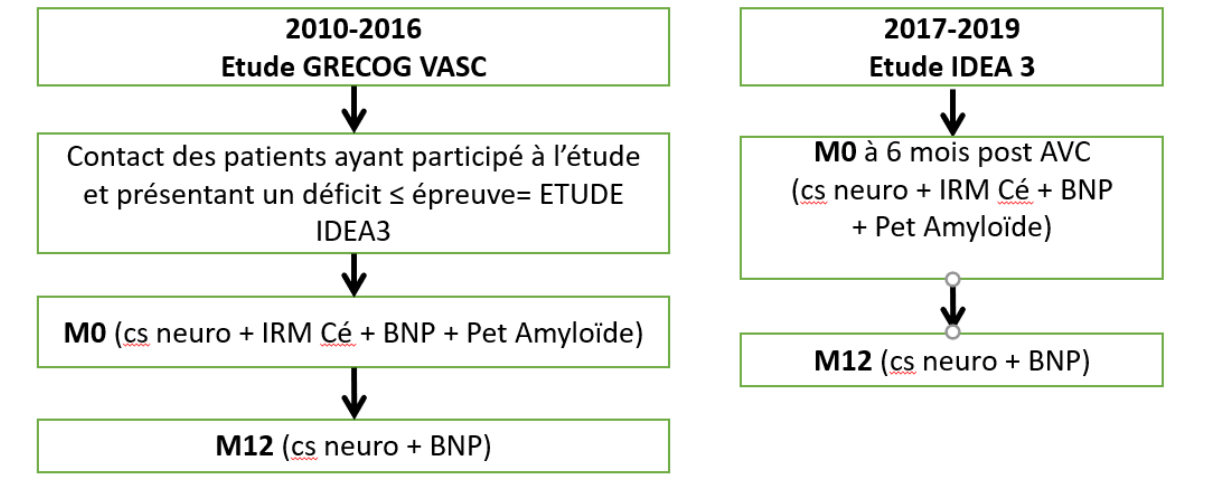 2010-2016
Etude GRECOG VASC
Contact des patients ayant participé à l'étude
et présentant un déficit ≤ épreuve= ETUDE
IDEA3
M0 (cs neuro + IRM Cé + BNP + Pet Amyloïde)
M12 (cs neuro + BNP)
2017-2019
Etude IDEA 3
M0 à 6 mois post AVC
(cs neuro + IRM Cé + BNP
+ Pet Amyloïde)
M12 (cs neuro + BNP)